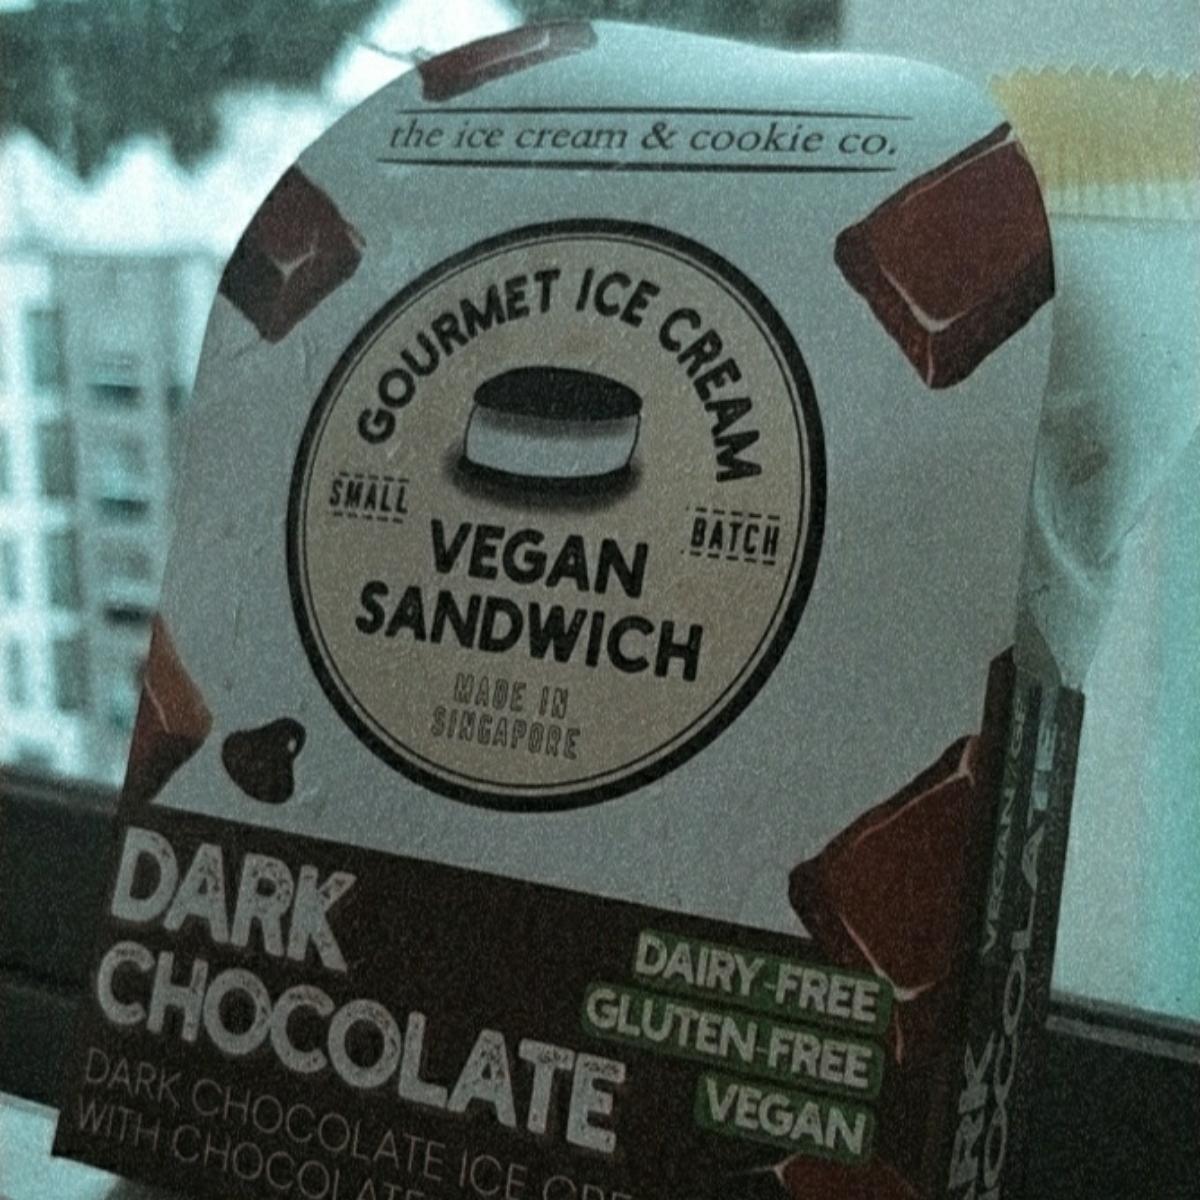 the ice cream & cookie co.
GOURMET ICE CREAM
SMALL
BATCH
VEGAN
SANDWICH
MADE IN
SINGAPORE
DARK
CHOCOLATE
DAIRY-FREE
GLUTEN-FREE
VEGAN
DARK CHOCOLATE ICE
WITH